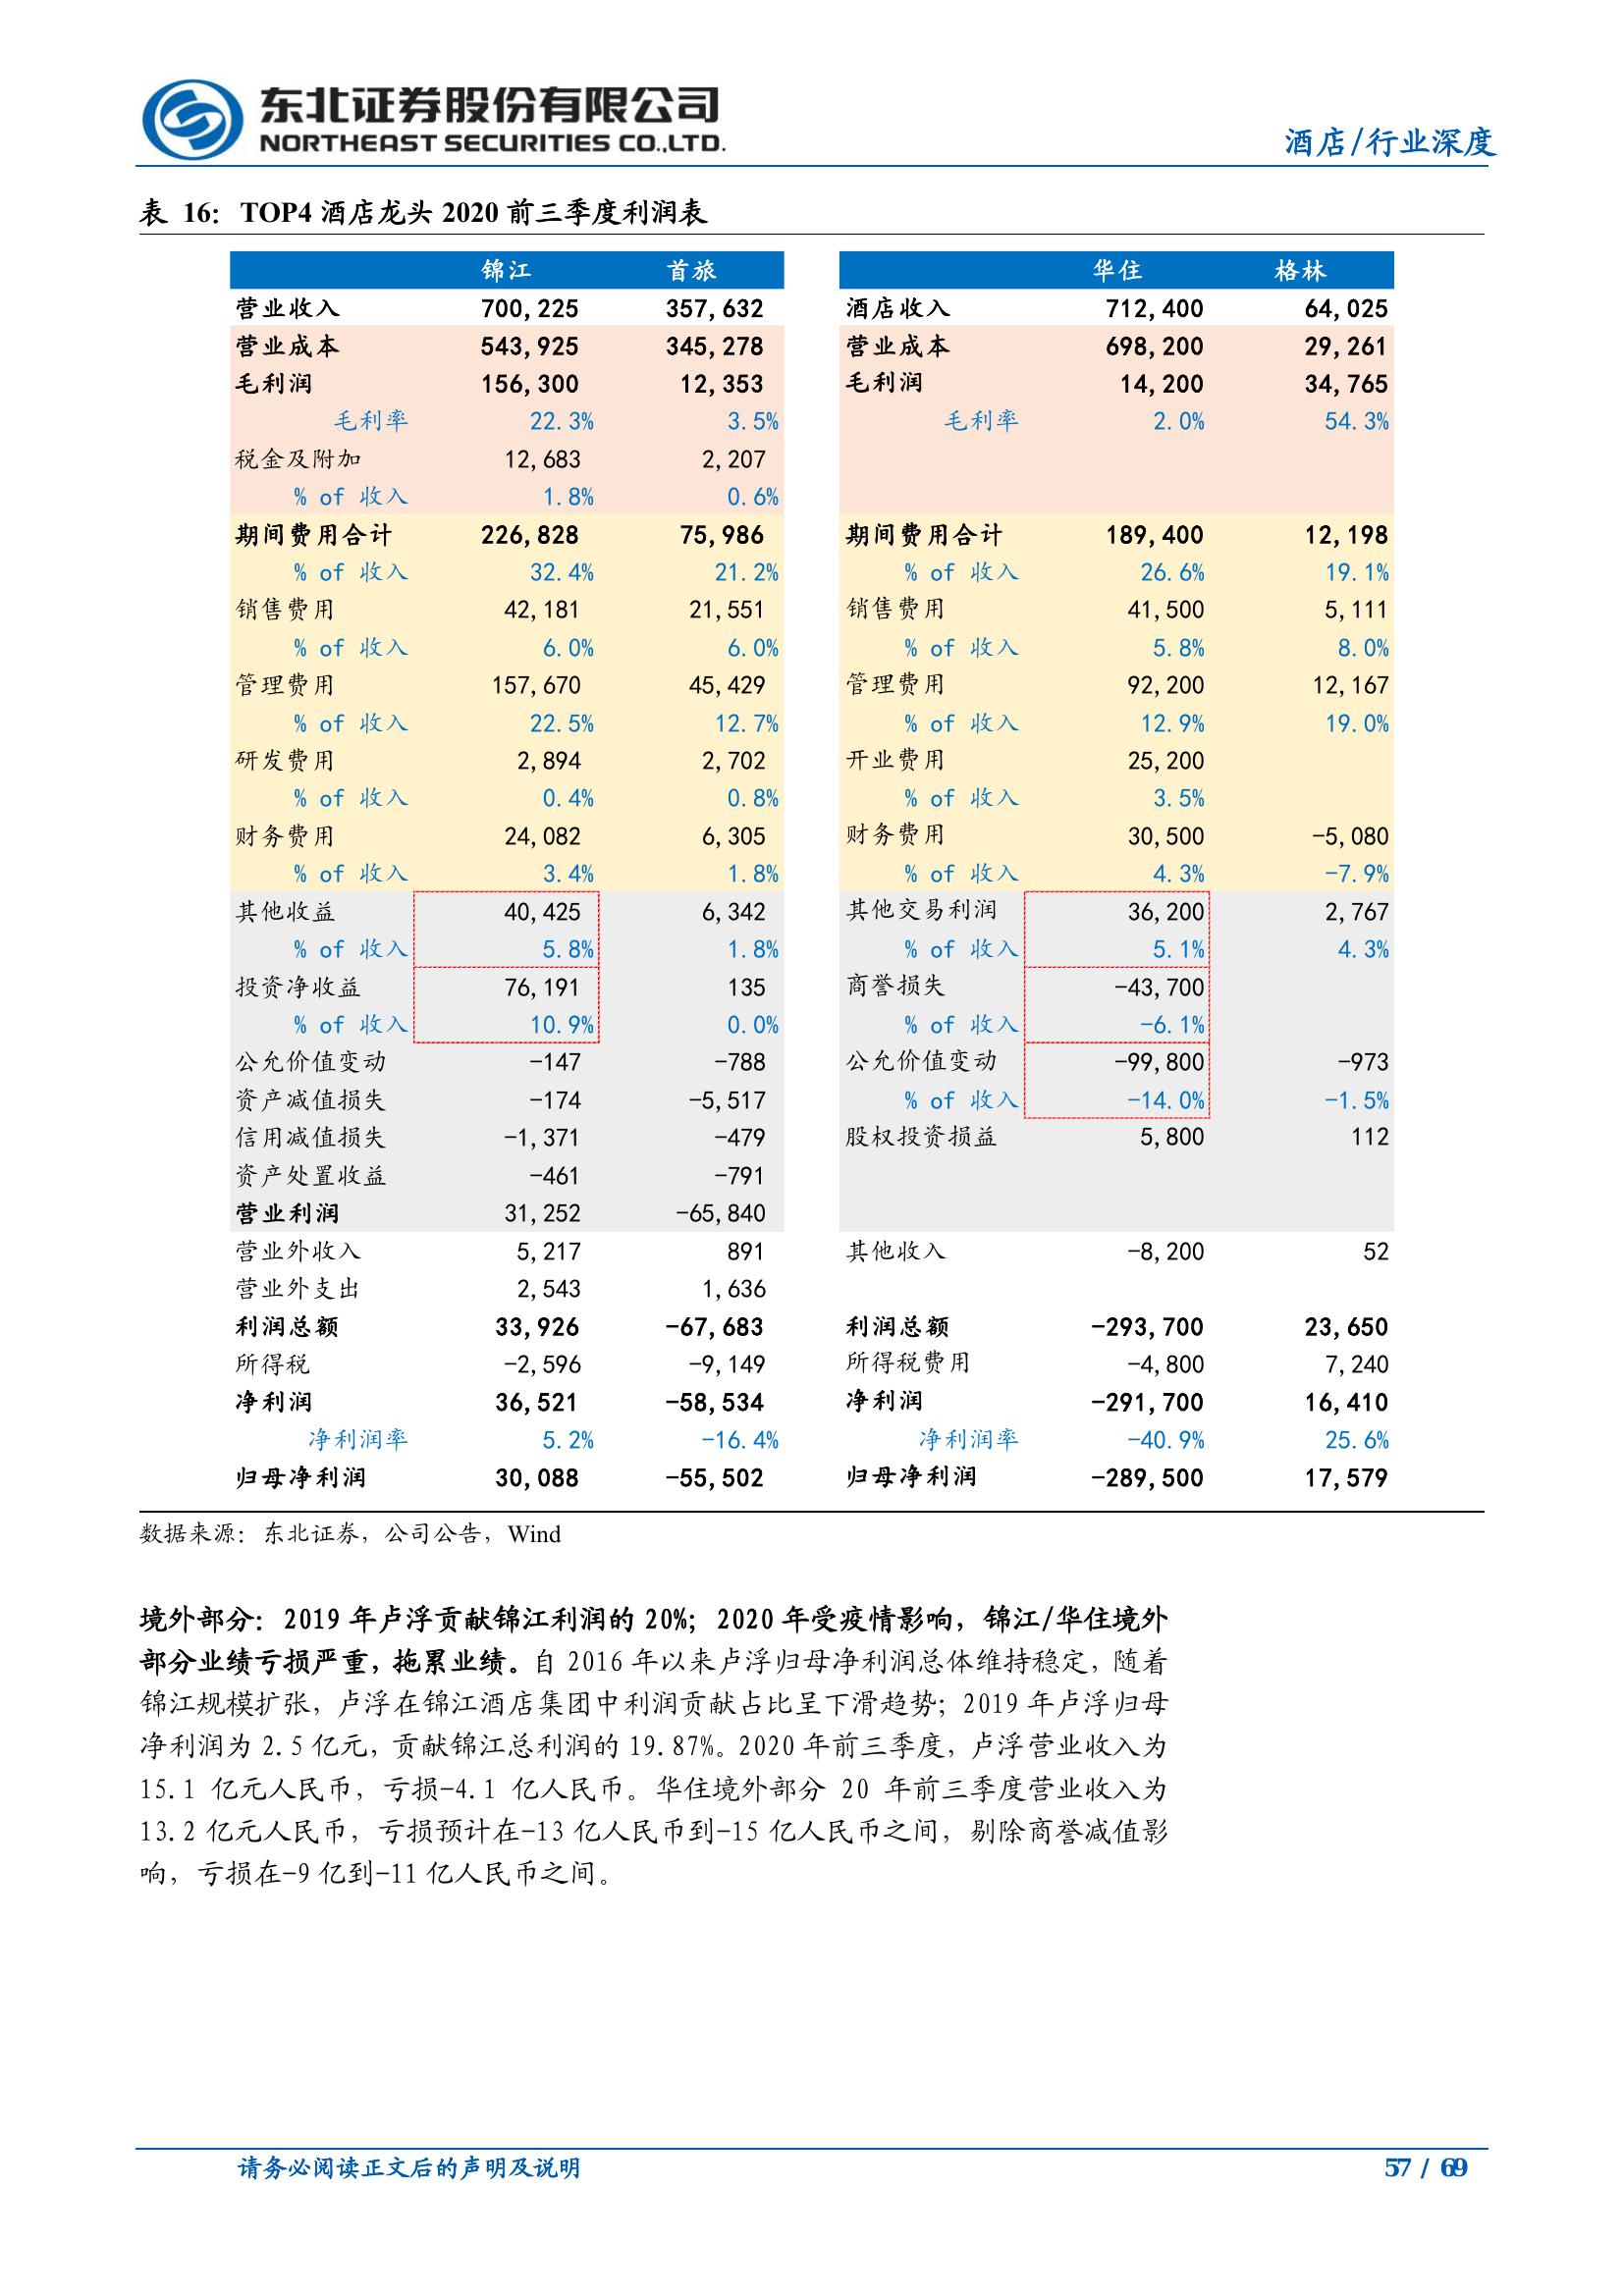 东北证券股份有限公司
NORTHEAST SECURITIES CO.,LTD.
酒店/行业深度
表 16: TOP4 酒店龙头 2020 前三季度利润表
锦江 首旅 华住 格林
营业收入 700,225 357,632 酒店收入 712,400 64,025
营业成本 543,925 345,278 营业成本 698,200 29,261
毛利润 156,300 12,353 毛利润 14,200 34,765
毛利率 22.3% 3.5% 毛利率 2.0% 54.3%
税金及附加 12,683 2,207
% of 收入 1.8% 0.6%
期间费用合计 226,828 75,986 期间费用合计 189,400 12,198
% of 收入 32.4% 21.2% % of 收入 26.6% 19.1%
销售费用 42,181 21,551 销售费用 41,500 5,111
% of 收入 6.0% 6.0% % of 收入 5.8% 8.0%
管理费用 157,670 45,429 管理费用 92,200 12,167
% of 收入 22.5% 12.7% % of 收入 12.9% 19.0%
研发费用 2,894 2,702 开业费用 25,200
% of 收入 0.4% 0.8% % of 收入 3.5%
财务费用 24,082 6,305 财务费用 30,500 -5,080
% of 收入 3.4% 1.8% % of 收入 4.3% -7.9%
其他收益 40,425 6,342 其他交易利润 36,200 2,767
% of 收入 5.8% 1.8% % of 收入 5.1% 4.3%
投资净收益 76,191 135 商誉损失 -43,700
% of 收入 10.9% 0.0% % of 收入 -6.1%
公允价值变动 -147 -788 公允价值变动 -99,800 -973
资产减值损失 -174 -5,517 % of 收入 -14.0% -1.5%
信用减值损失 -1,371 -479 股权投资损益 5,800 112
资产处置收益 -461 -791
营业利润 31,252 -65,840
营业外收入 5,217 891 其他收入 -8,200 52
营业外支出 2,543 1,636
利润总额 33,926 -67,683 利润总额 -293,700 23,650
所得税 -2,596 -9,149 所得税费用 -4,800 7,240
净利润 36,521 -58,534 净利润 -291,700 16,410
净利润率 5.2% -16.4% 净利润率 -40.9% 25.6%
归母净利润 30,088 -55,502 归母净利润 -289,500 17,579
数据来源：东北证券，公司公告，Wind
境外部分：2019 年卢浮贡献锦江利润的 20%；2020 年受疫情影响，锦江/华住境外
部分业绩亏损严重，拖累业绩。自 2016 年以来卢浮归母净利润总体维持稳定，随着
锦江规模扩张，卢浮在锦江酒店集团中利润贡献占比呈下滑趋势；2019 年卢浮归母
净利润为 2.5 亿元，贡献锦江总利润的 19.87%。2020 年前三季度，卢浮营业收入为
15.1 亿元人民币，亏损-4.1 亿人民币。华住境外部分 20 年前三季度营业收入为
13.2 亿元人民币，亏损预计在-13 亿人民币到-15 亿人民币之间，剔除商誉减值影
响，亏损在-9 亿到-11 亿人民币之间。
请务必阅读正文后的声明及说明 57 / 69